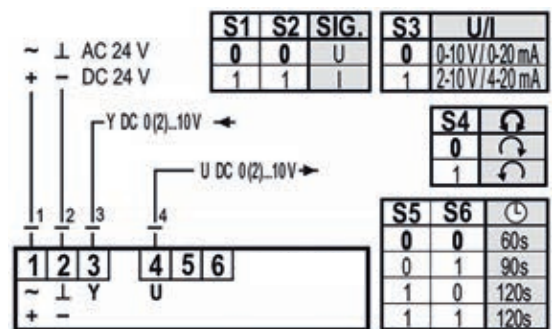 ~ ⊥ AC 24 V
+ − DC 24 V
Y DC 0(2)...10V
U DC 0(2)...10V
1 2 3 4
1 2 3 4 5 6
~ ⊥ Y U
+ −
S1 S2 SIG.
0 0 U
1 1 I
S3 U/I
0 0-10 V / 0-20 mA
1 2-10 V / 4-20 mA
S4
0
1
S5 S6
0 0 60s
0 1 90s
1 0 120s
1 1 120s